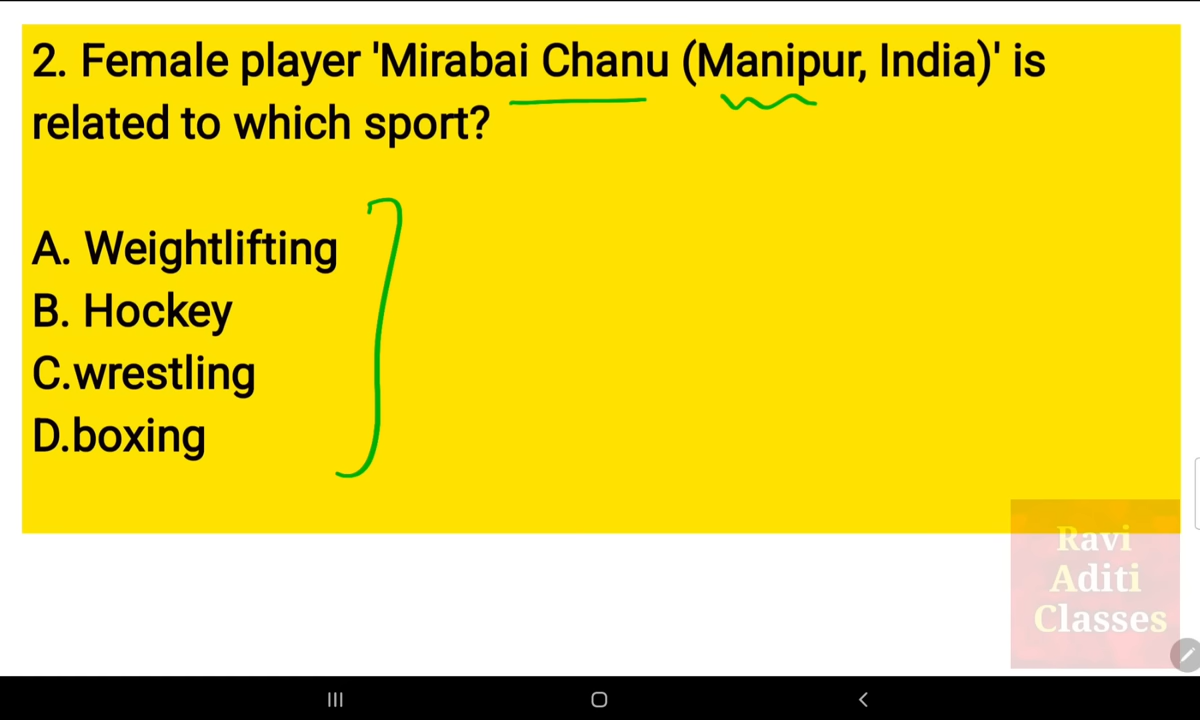 2. Female player 'Mirabai Chanu (Manipur, India)' is
related to which sport?
A. Weightlifting
B. Hockey
C.wrestling
D.boxing
Ravi
Aditi
Classes